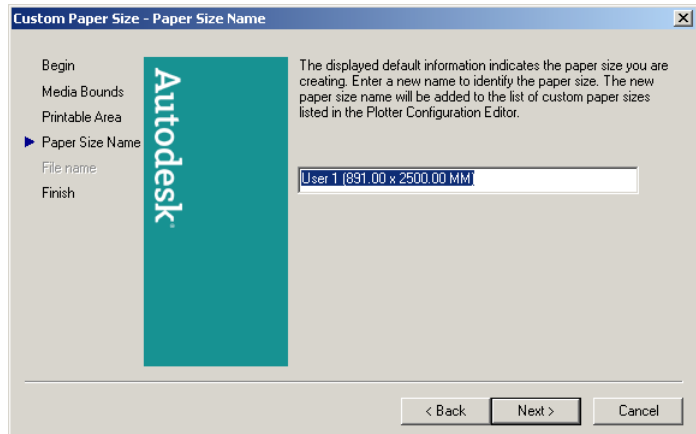 Custom Paper Size - Paper Size Name
Begin
Media Bounds
Printable Area
Paper Size Name
File name
Finish
Autodesk
The displayed default information indicates the paper size you are
creating. Enter a new name to identify the paper size. The new
paper size name will be added to the list of custom paper sizes
listed in the Plotter Configuration Editor.
User 1 (891.00 x 2500.00 MM)
< Back
Next >
Cancel